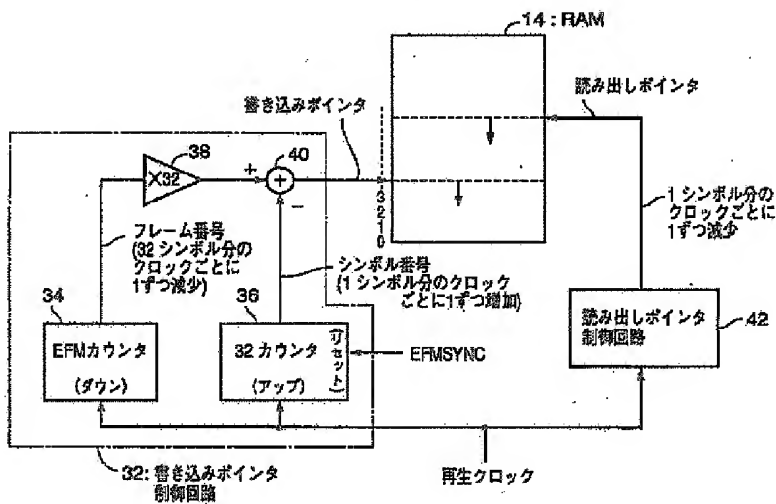 14:RAM
読み出しポインタ
書き込みポインタ
38
×32
+
40
+
−
3
2
1
0
フレーム番号
(32シンボル分の
クロックごとに
1ずつ減少)
シンボル番号
(1シンボル分のクロック
ごとに1ずつ増加)
1シンボル分の
クロックごとに
1ずつ減少
34
EFMカウンタ
(ダウン)
36
32カウンタ
(アップ)
(リセット)
EFMSYNC
読み出しポインタ
制御回路
42
32:書き込みポインタ
制御回路
再生クロック